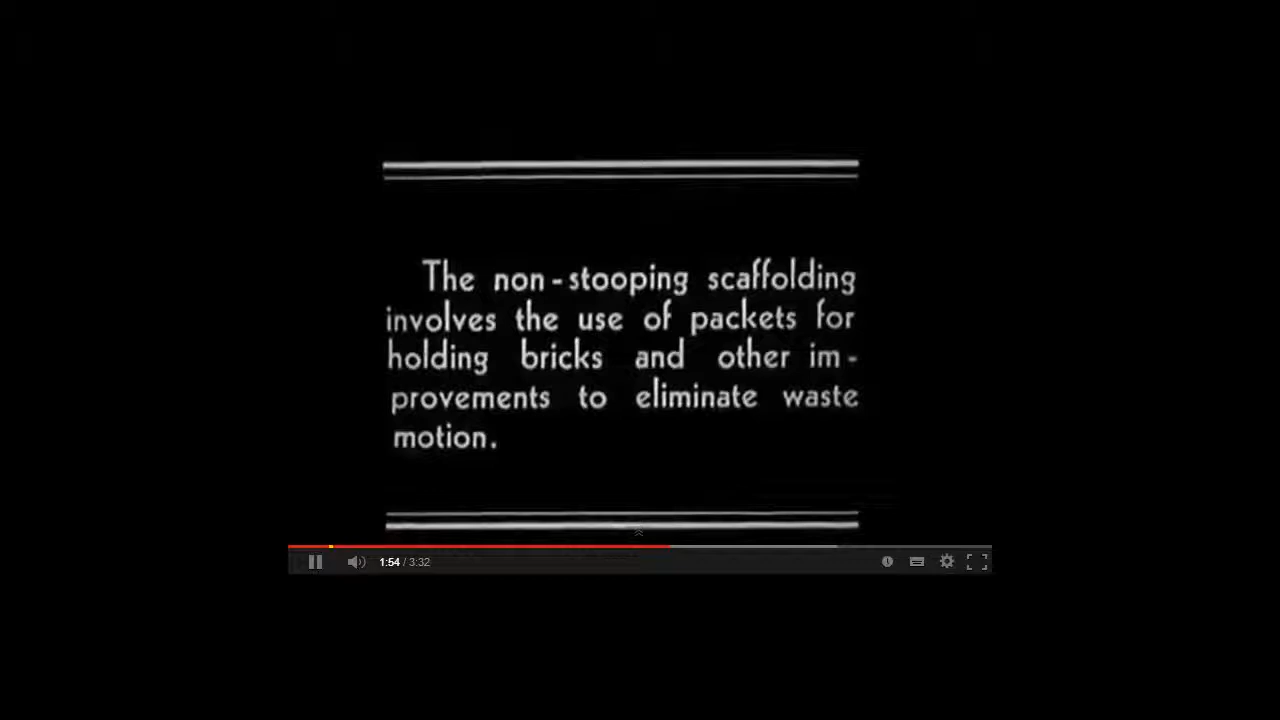 The non-stooping scaffolding
involves the use of packets for
holding bricks and other im-
provements to eliminate waste
motion.
1:54 / 3:32